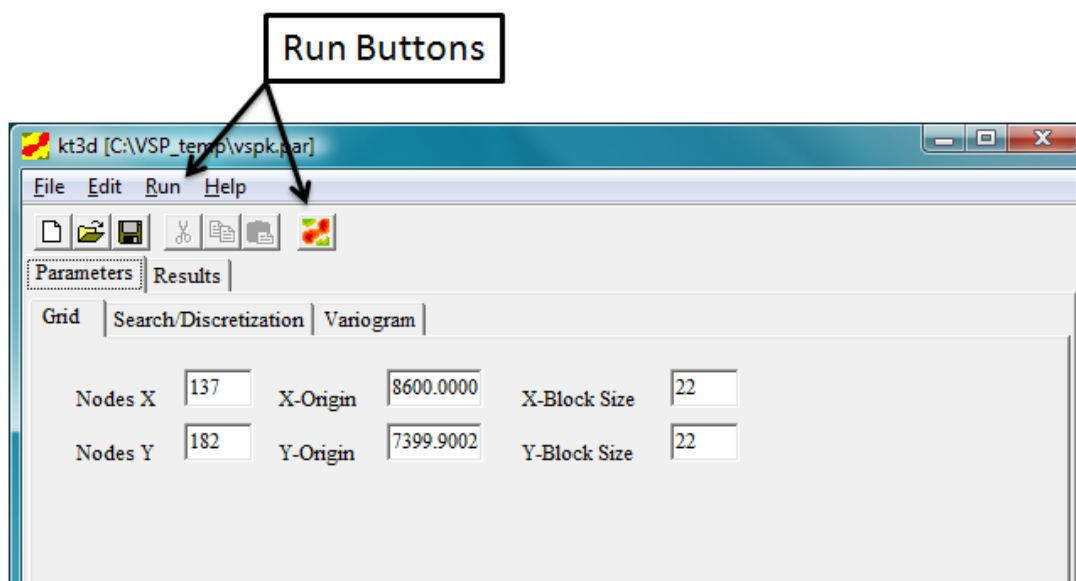 Run Buttons
kt3d [C:\VSP_temp\vspk.par]
File Edit Run Help
Parameters Results
Grid Search/Discretization Variogram
Nodes X 137 X-Origin 8600.0000 X-Block Size 22
Nodes Y 182 Y-Origin 7399.9002 Y-Block Size 22